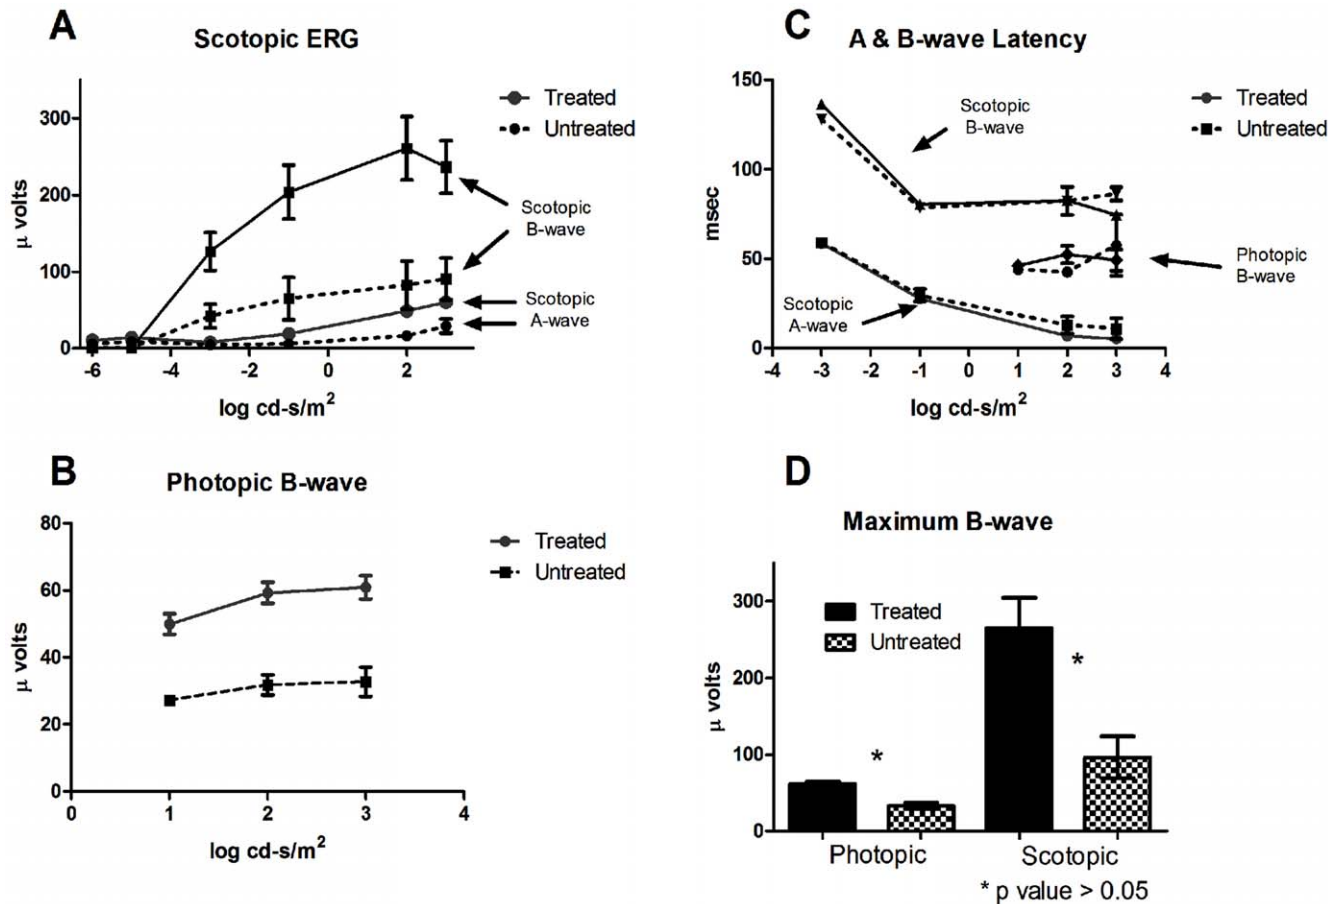 A
Scotopic ERG
Treated
Untreated
300
200
100
0
μ volts
-6
-4
-2
0
2
log cd-s/m²
Scotopic
B-wave
Scotopic
A-wave
C
A & B-wave Latency
Treated
Untreated
150
100
50
0
msec
-4
-3
-2
-1
0
1
2
3
4
log cd-s/m²
Scotopic
B-wave
Photopic
B-wave
Scotopic
A-wave
B
Photopic B-wave
Treated
Untreated
80
60
40
20
0
μ volts
0
1
2
3
4
log cd-s/m²
D
Maximum B-wave
Treated
Untreated
300
200
100
0
μ volts
*
*
Photopic
Scotopic
* p value > 0.05